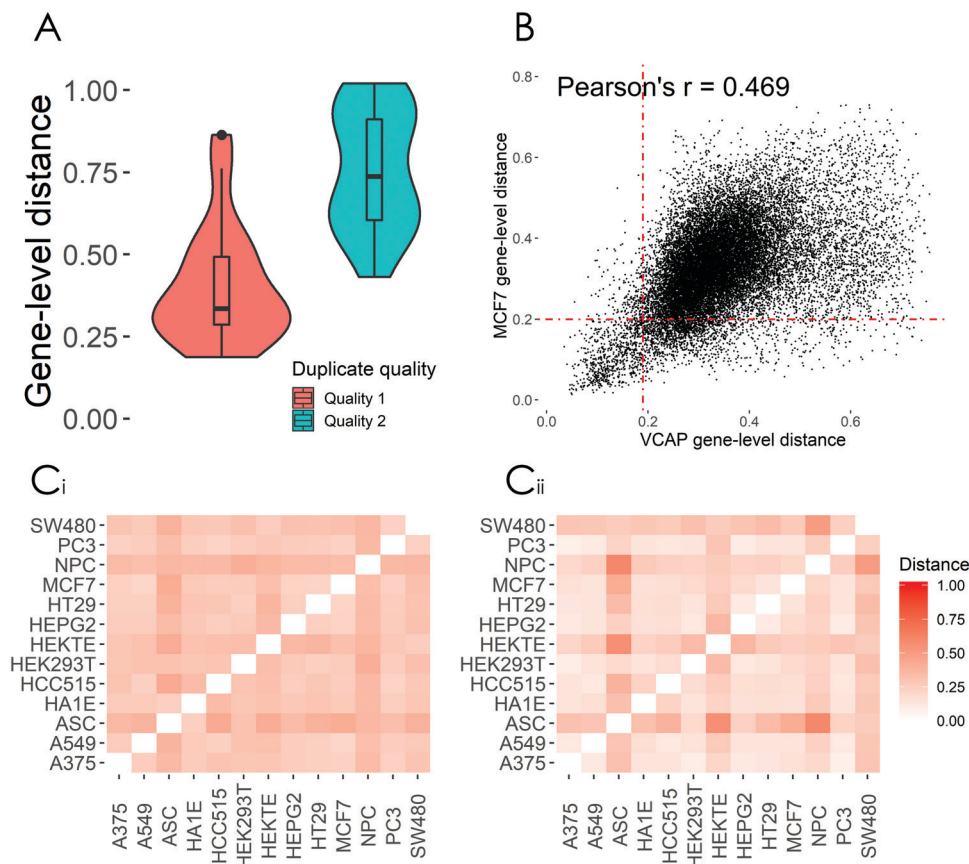 A
Gene-level distance
1.00
0.75
0.50
0.25
0.00
Duplicate quality
Quality 1
Quality 2
B
Pearson's r = 0.469
MCF7 gene-level distance
0.8
0.6
0.4
0.2
0.0
0.0 0.2 0.4 0.6
VCAP gene-level distance
Ci
SW480
PC3
NPC
MCF7
HT29
HEPG2
HEKTE
HEK293T
HCC515
HA1E
ASC
A549
A375
A375 A549 ASC HA1E HCC515 HEK293T HEKTE HEPG2 HT29 MCF7 NPC PC3 SW480
Cii
SW480
PC3
NPC
MCF7
HT29
HEPG2
HEKTE
HEK293T
HCC515
HA1E
ASC
A549
A375
A375 A549 ASC HA1E HCC515 HEK293T HEKTE HEPG2 HT29 MCF7 NPC PC3 SW480
Distance
1.00
0.75
0.50
0.25
0.00